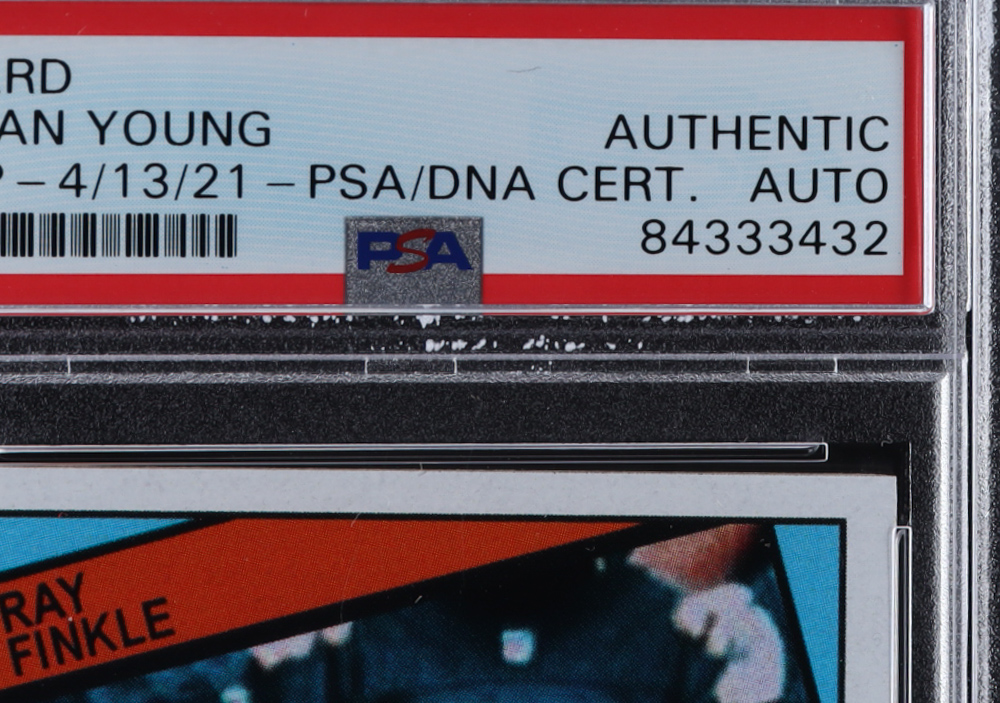 RD
AN YOUNG
AUTHENTIC
– 4/13/21 – PSA/DNA CERT. AUTO
84333432
PSA
RAY
FINKLE